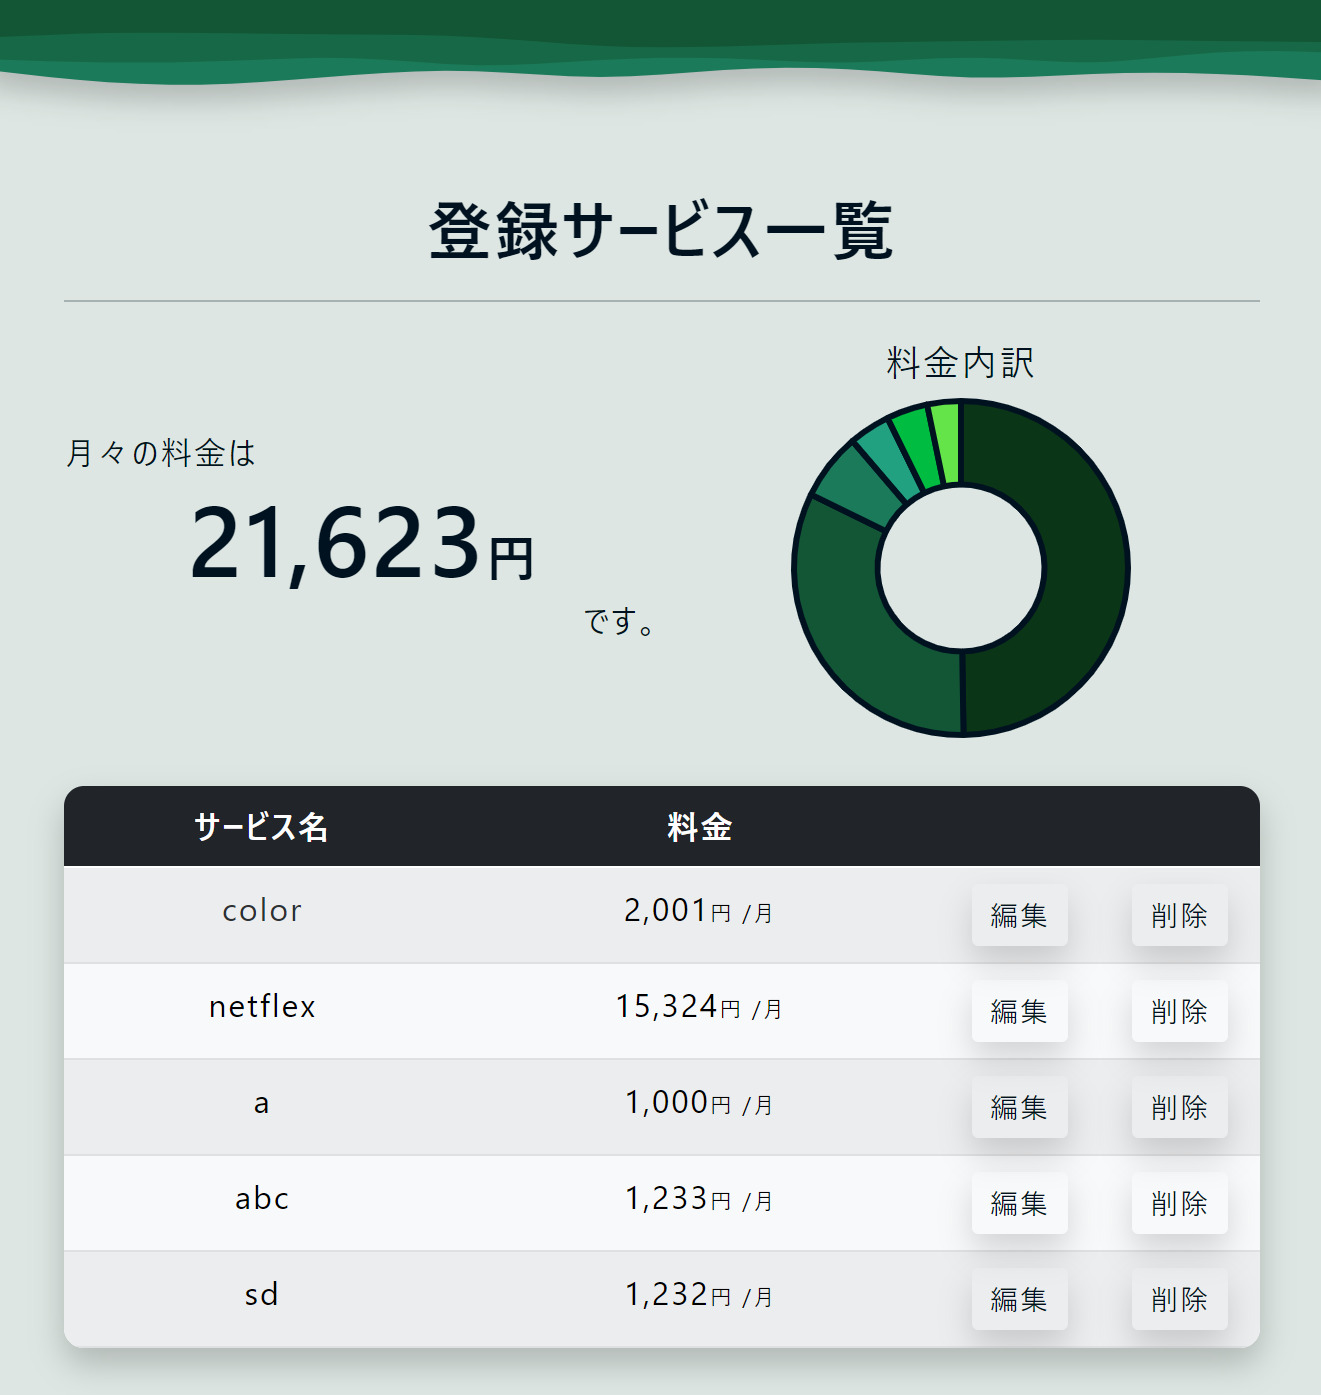 登録サービス一覧
料金内訳
月々の料金は
21,623円
です。
サービス名 料金
color 2,001円 /月 編集 削除
netflex 15,324円 /月 編集 削除
a 1,000円 /月 編集 削除
abc 1,233円 /月 編集 削除
sd 1,232円 /月 編集 削除